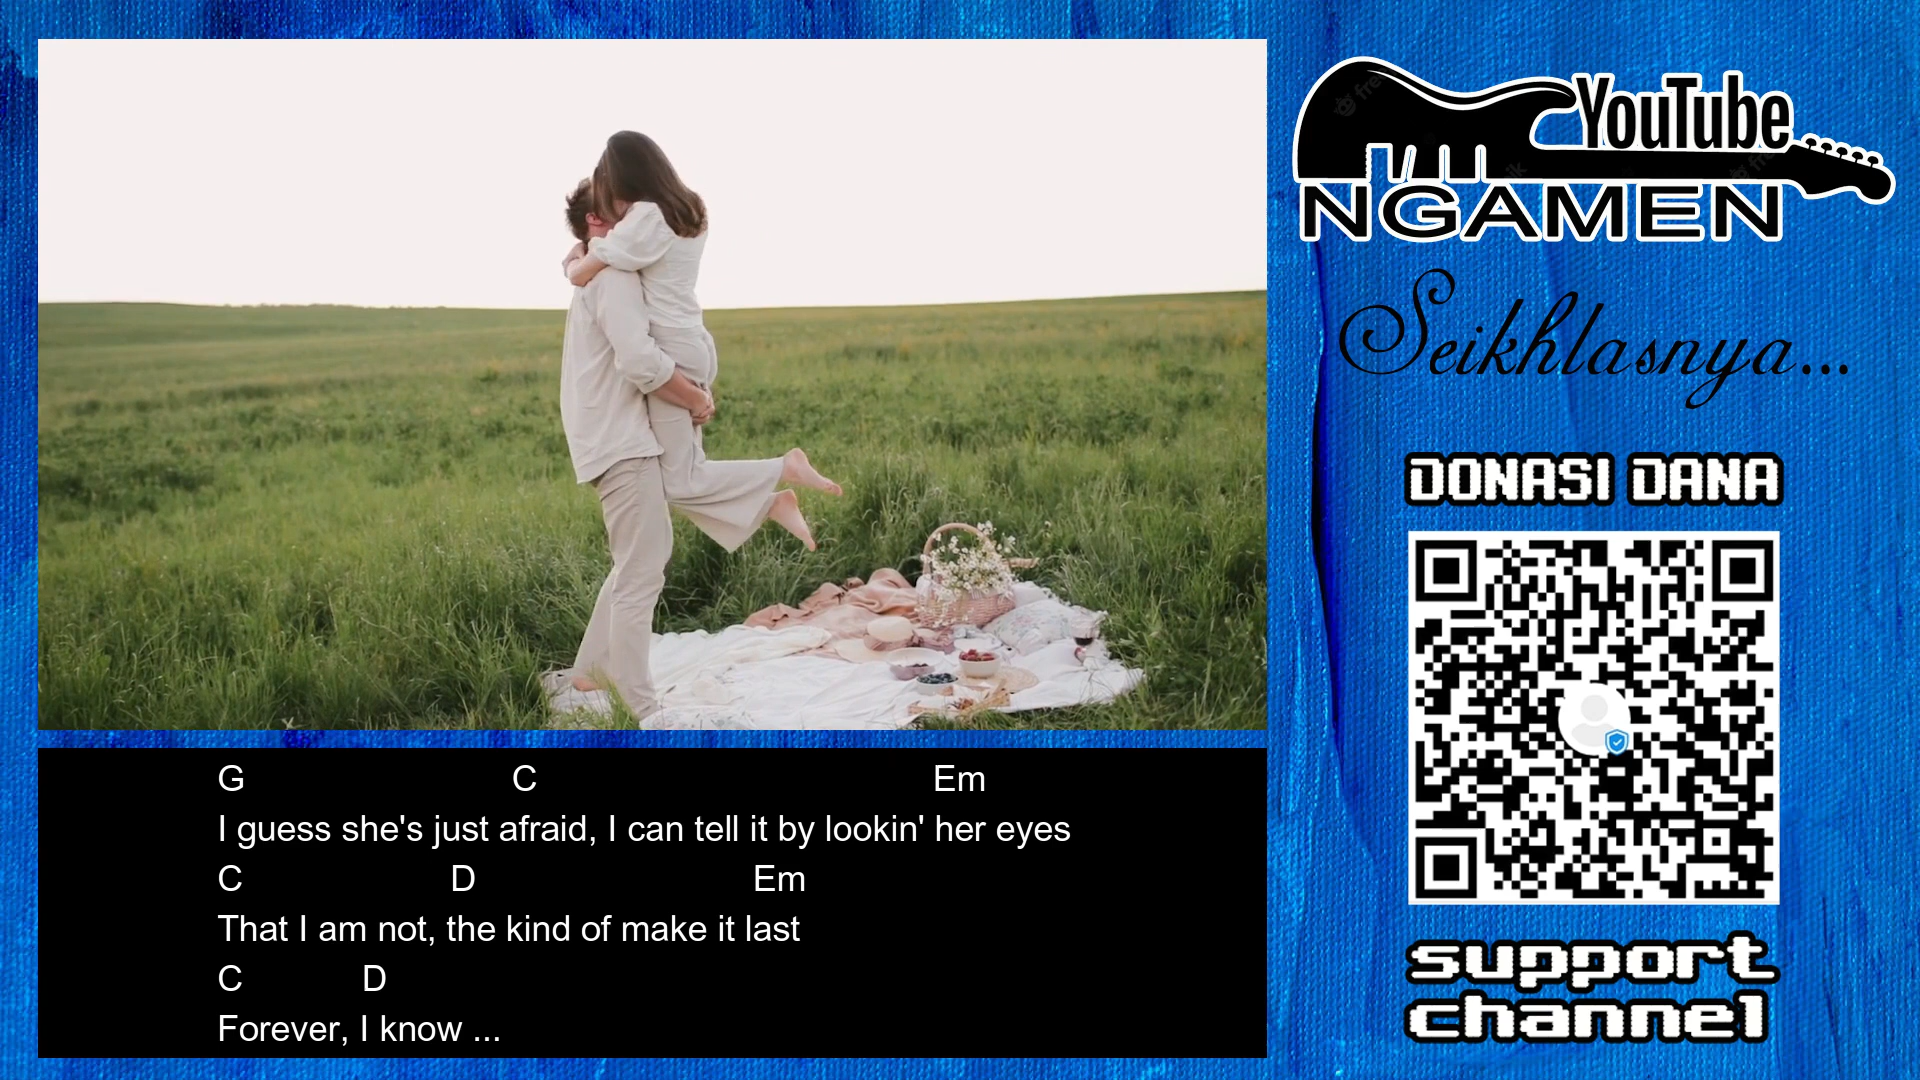 YouTube
NGAMEN
Seikhlasnya...
DONASI DANA
support
channel
G C Em
I guess she's just afraid, I can tell it by lookin' her eyes
C D Em
That I am not, the kind of make it last
C D
Forever, I know ...